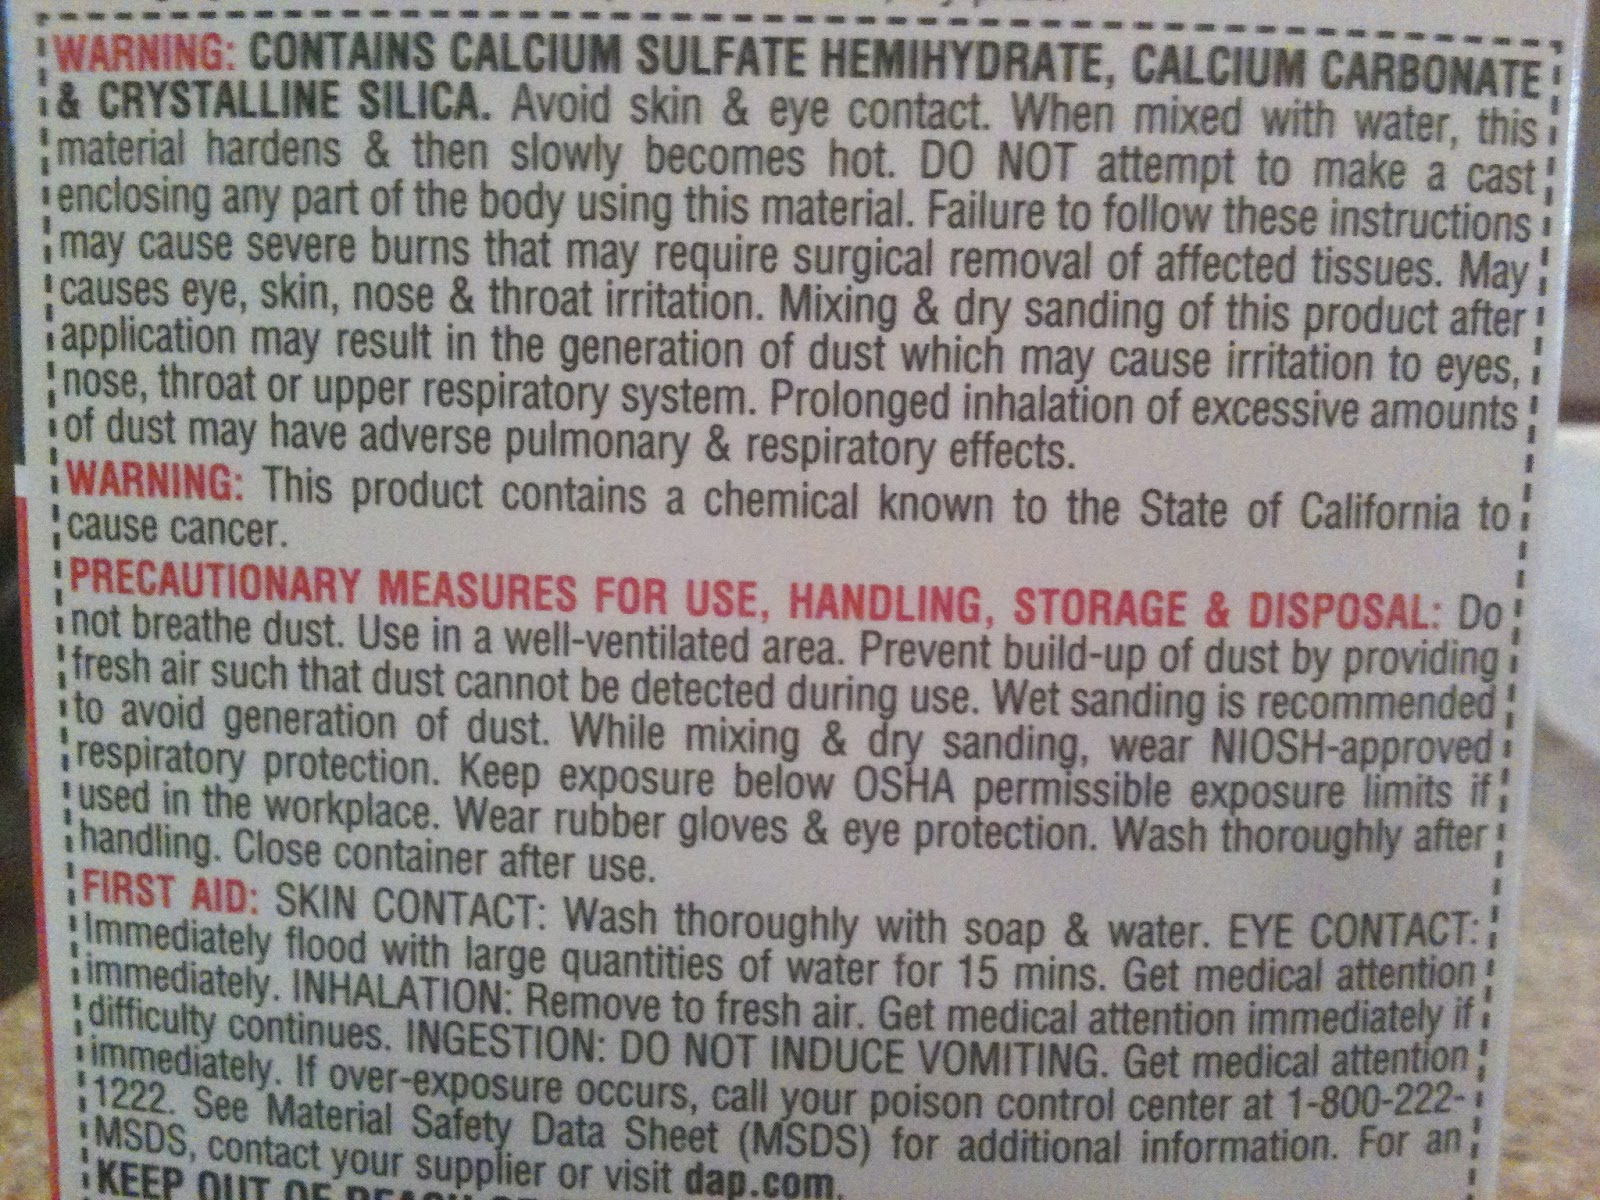 WARNING: CONTAINS CALCIUM SULFATE HEMIHYDRATE, CALCIUM CARBONATE
& CRYSTALLINE SILICA. Avoid skin & eye contact. When mixed with water, this
material hardens & then slowly becomes hot. DO NOT attempt to make a cast
enclosing any part of the body using this material. Failure to follow these instructions
may cause severe burns that may require surgical removal of affected tissues. May
causes eye, skin, nose & throat irritation. Mixing & dry sanding of this product after
application may result in the generation of dust which may cause irritation to eyes,
nose, throat or upper respiratory system. Prolonged inhalation of excessive amounts
of dust may have adverse pulmonary & respiratory effects.
WARNING: This product contains a chemical known to the State of California to
cause cancer.
PRECAUTIONARY MEASURES FOR USE, HANDLING, STORAGE & DISPOSAL: Do
not breathe dust. Use in a well-ventilated area. Prevent build-up of dust by providing
fresh air such that dust cannot be detected during use. Wet sanding is recommended
to avoid generation of dust. While mixing & dry sanding, wear NIOSH-approved
respiratory protection. Keep exposure below OSHA permissible exposure limits if
used in the workplace. Wear rubber gloves & eye protection. Wash thoroughly after
handling. Close container after use.
FIRST AID: SKIN CONTACT: Wash thoroughly with soap & water. EYE CONTACT:
Immediately flood with large quantities of water for 15 mins. Get medical attention
immediately. INHALATION: Remove to fresh air. Get medical attention immediately if
difficulty continues. INGESTION: DO NOT INDUCE VOMITING. Get medical attention
immediately. If over-exposure occurs, call your poison control center at 1-800-222-
1222. See Material Safety Data Sheet (MSDS) for additional information. For an
MSDS, contact your supplier or visit dap.com.
KEEP OUT OF REACH